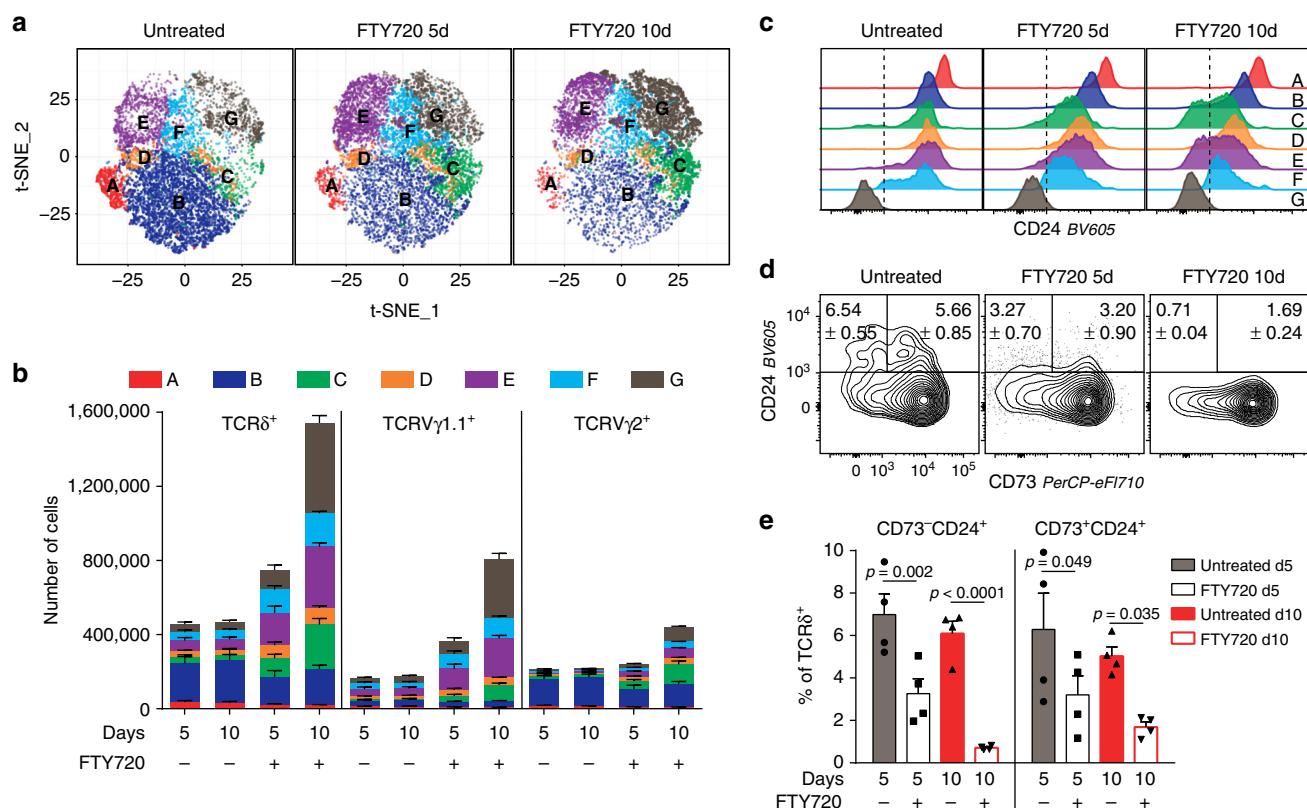 a
Untreated FTY720 5d FTY720 10d
t-SNE_2
25
0
−25
E F G D C A B
E F G D C A B
E F G D C A B
−25 0 25 −25 0 25 −25 0 25
t-SNE_1
b
A B C D E F G
Number of cells
1,600,000
1,200,000
800,000
400,000
0
TCRδ+ TCRVγ1.1+ TCRVγ2+
Days 5 10 5 10 5 10 5 10 5 10 5 10
FTY720 − − + + − − + + − − + +
c
Untreated FTY720 5d FTY720 10d
A
B
C
D
E
F
G
CD24 BV605
d
Untreated FTY720 5d FTY720 10d
CD24 BV605
10⁴
10³
0
6.54 ± 0.55 5.66 ± 0.85
3.27 ± 0.70 3.20 ± 0.90
0.71 ± 0.04 1.69 ± 0.24
0 10³ 10⁴ 10⁵
CD73 PerCP-eFl710
e
CD73−CD24+ CD73+CD24+
% of TCRδ+
10
8
6
4
2
0
p = 0.002
p < 0.0001
p = 0.049
p = 0.035
Untreated d5
FTY720 d5
Untreated d10
FTY720 d10
Days 5 5 10 10 5 5 10 10
FTY720 − + − + − + − +